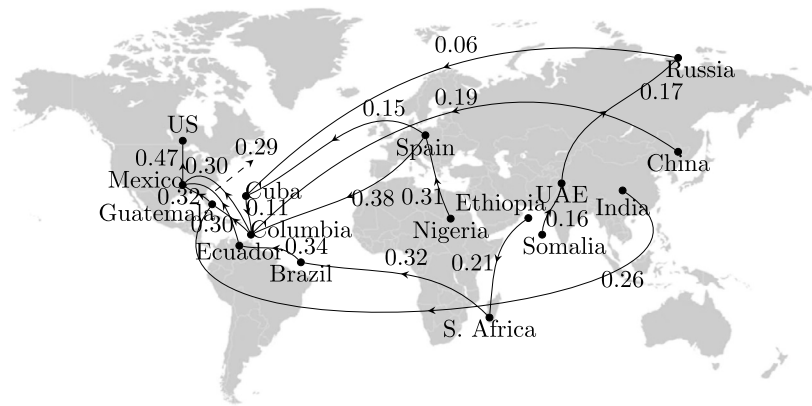 0.06
Russia
0.17
0.19
0.15
US
Spain
0.29
0.47
0.30
China
Mexico
Cuba
UAE
0.32
0.38
0.31
Ethiopia
India
Guatemala
0.11
0.16
0.30
Columbia
Nigeria
Somalia
Ecuador
0.34
0.32
0.21
Brazil
0.26
S. Africa